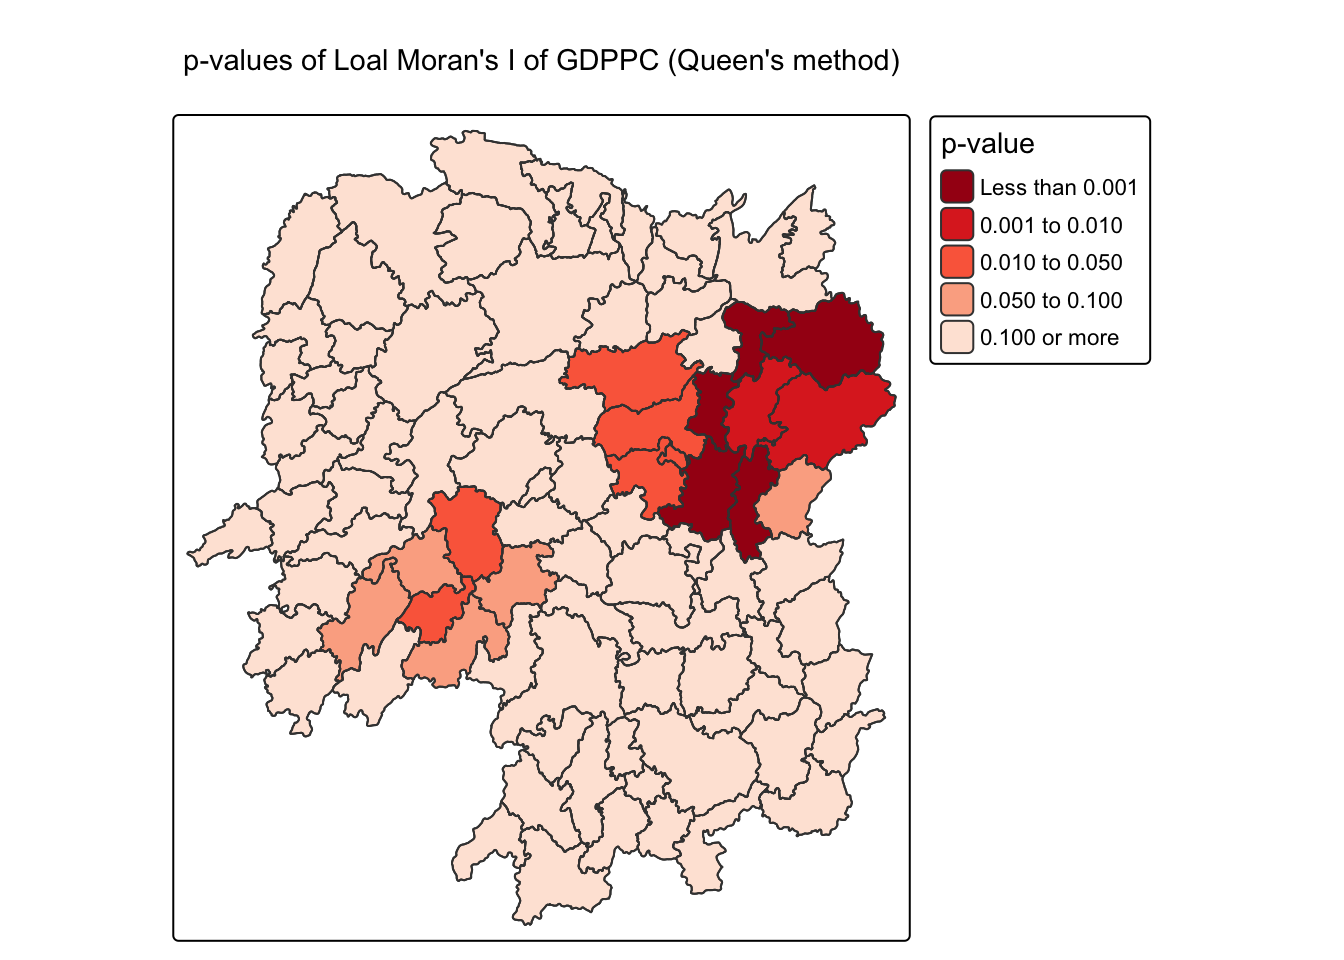 p-values of Loal Moran's I of GDPPC (Queen's method)
p-value
Less than 0.001
0.001 to 0.010
0.010 to 0.050
0.050 to 0.100
0.100 or more